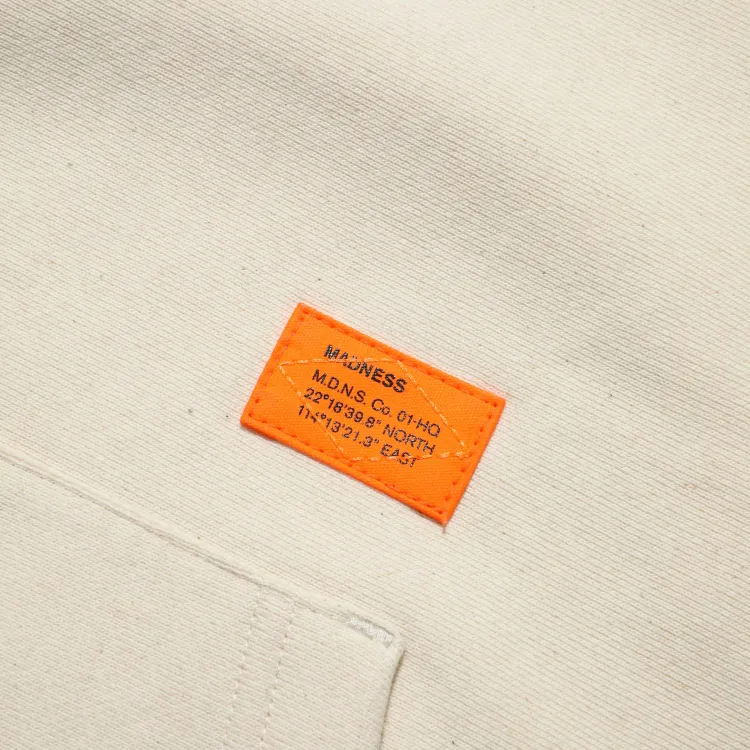 MADNESS
M.D.N.S. Co. 01-HQ
22°18'39.8" NORTH
114°13'21.3" EAST